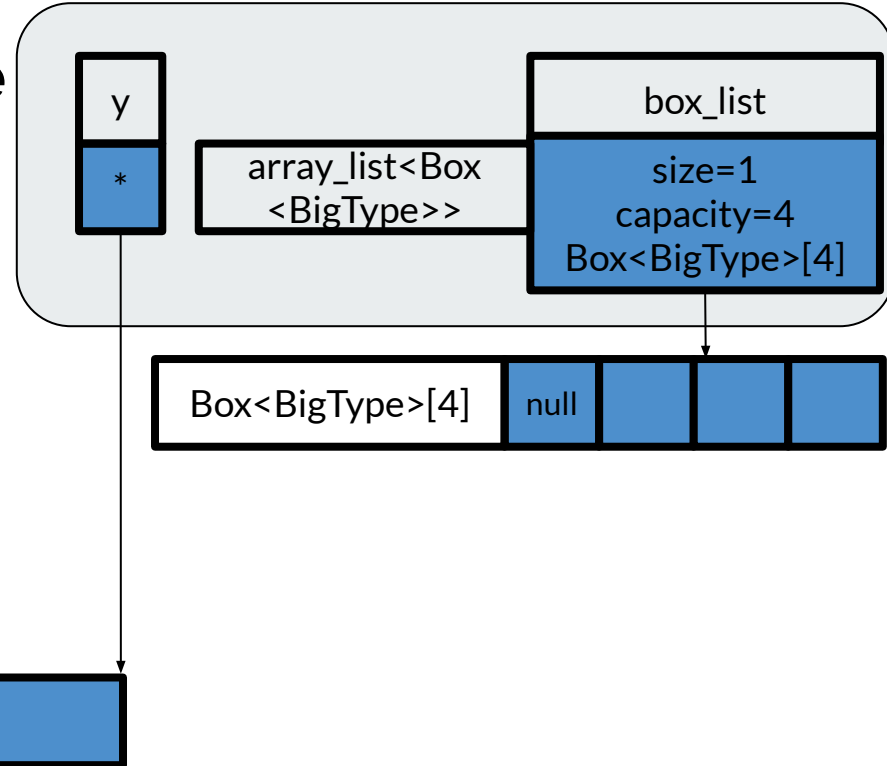 e
y
box_list
*
array_list<Box
<BigType>>
size=1
capacity=4
Box<BigType>[4]
Box<BigType>[4]
null